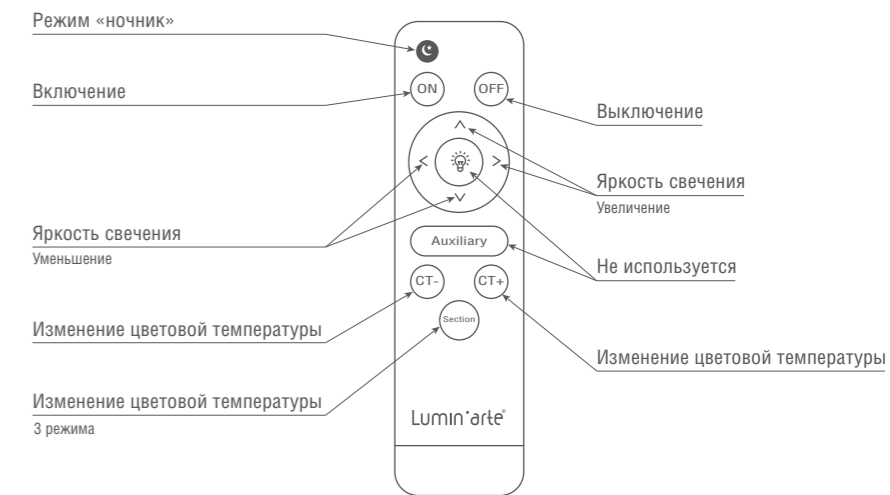 Режим «ночник»
Включение
ON
OFF
Выключение
Яркость свечения
Увеличение
Яркость свечения
Уменьшение
Auxiliary
Не используется
CT-
CT+
Изменение цветовой температуры
Section
Изменение цветовой температуры
Изменение цветовой температуры
3 режима
Lumin'arte®